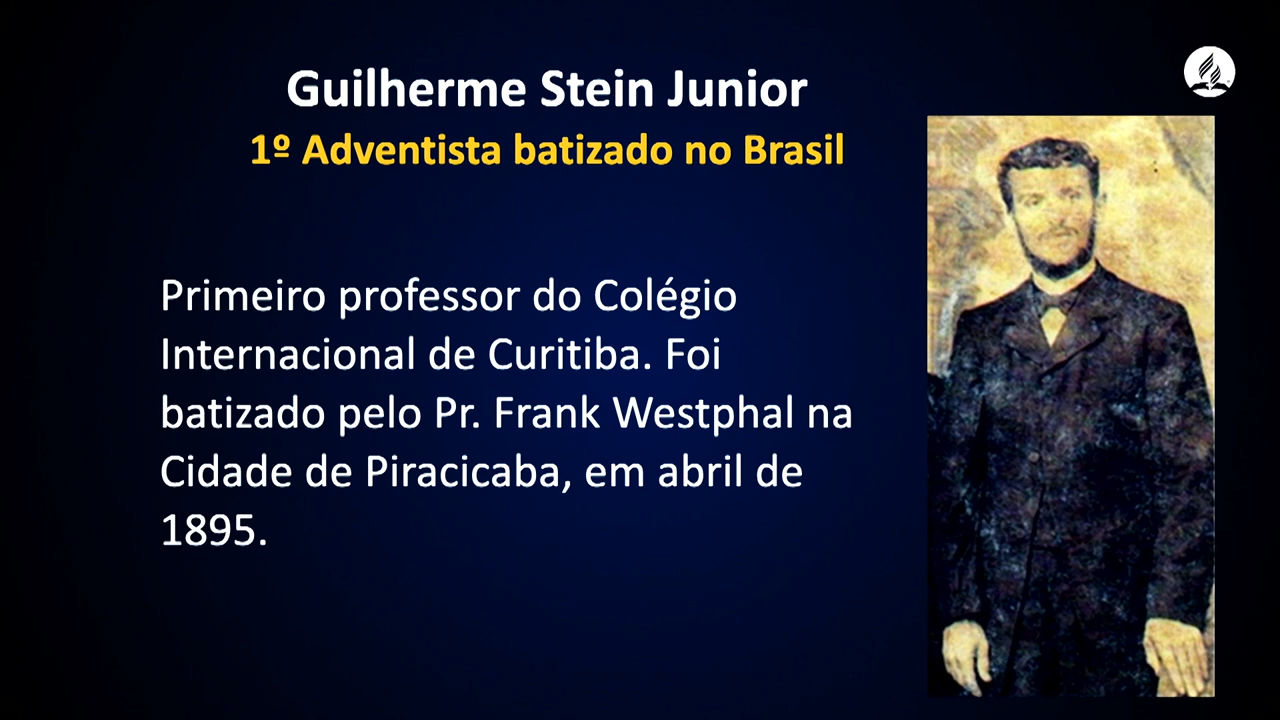 Guilherme Stein Junior
1º Adventista batizado no Brasil
Primeiro professor do Colégio
Internacional de Curitiba. Foi
batizado pelo Pr. Frank Westphal na
Cidade de Piracicaba, em abril de
1895.